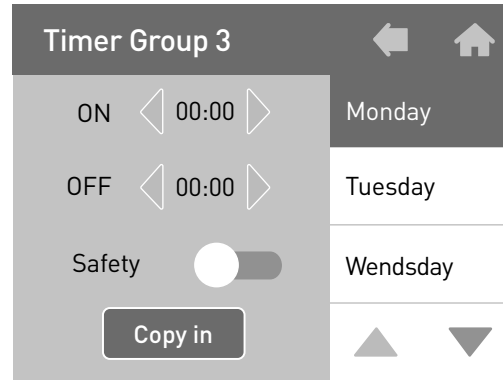 Timer Group 3
ON 00:00
Monday
OFF 00:00
Tuesday
Safety
Wendsday
Copy in